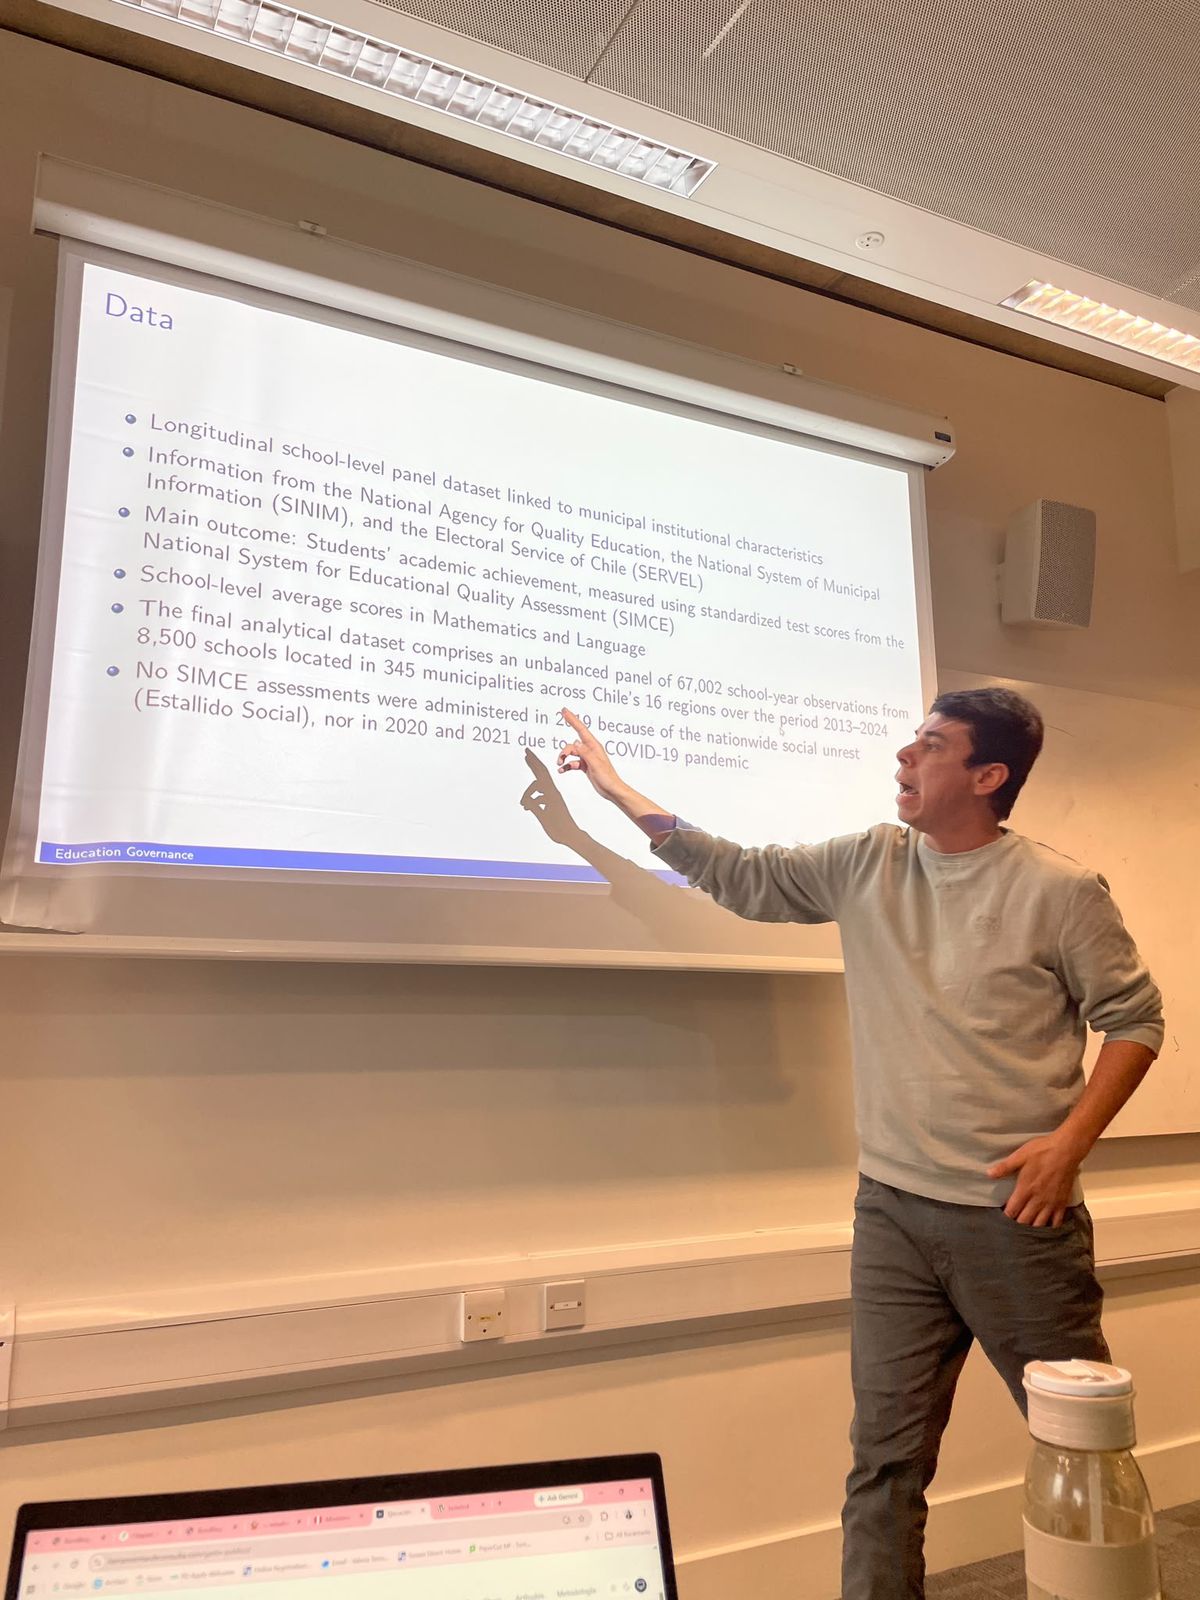 Data
Longitudinal school-level panel dataset linked to municipal institutional characteristics
Information from the National Agency for Quality Education, the National System of Municipal
Information (SINIM), and the Electoral Service of Chile (SERVEL)
Main outcome: Students' academic achievement, measured using standardized test scores from the
National System for Educational Quality Assessment (SIMCE)
School-level average scores in Mathematics and Language
The final analytical dataset comprises an unbalanced panel of 67,002 school-year observations from
8,500 schools located in 345 municipalities across Chile's 16 regions over the period 2013–2024
No SIMCE assessments were administered in 2019 because of the nationwide social unrest
(Estallido Social), nor in 2020 and 2021 due to COVID-19 pandemic
Education Governance
Ask Gemini
Google